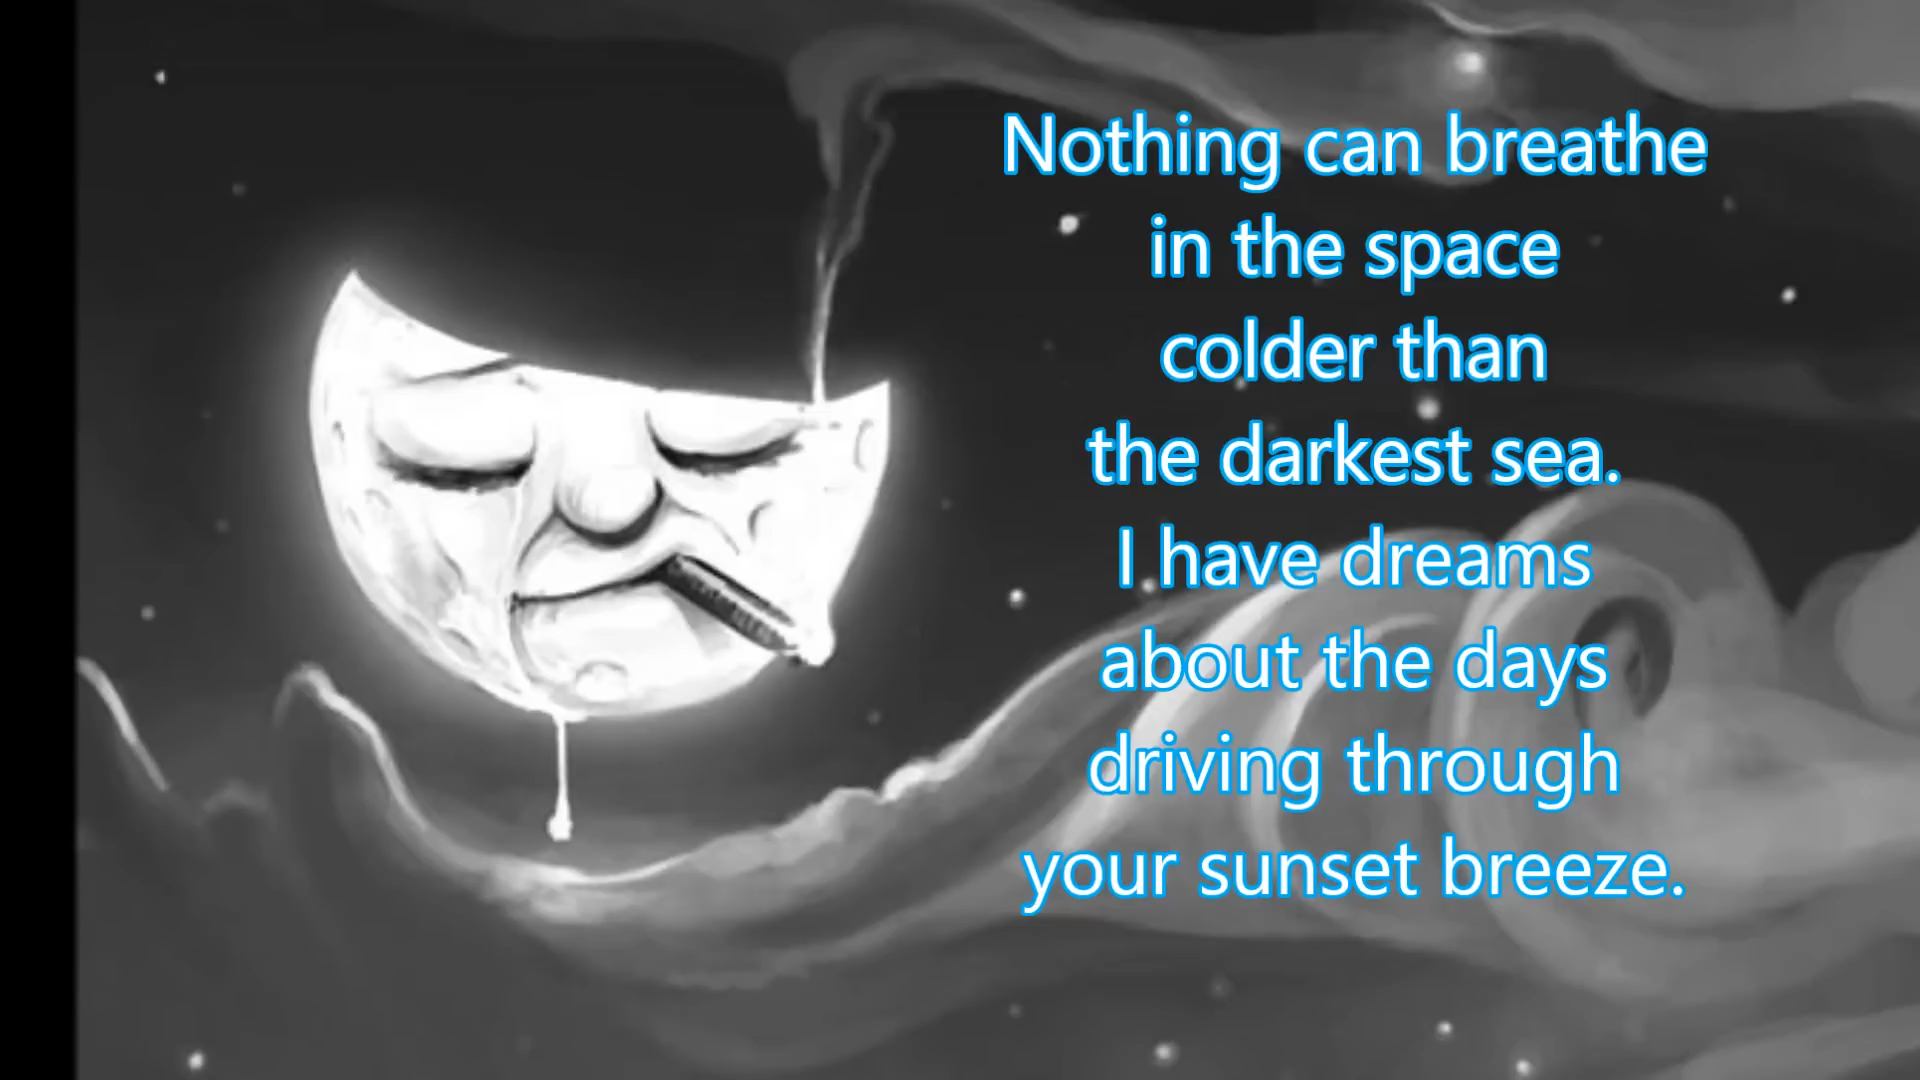 Nothing can breathe
in the space
colder than
the darkest sea.
I have dreams
about the days
driving through
your sunset breeze.